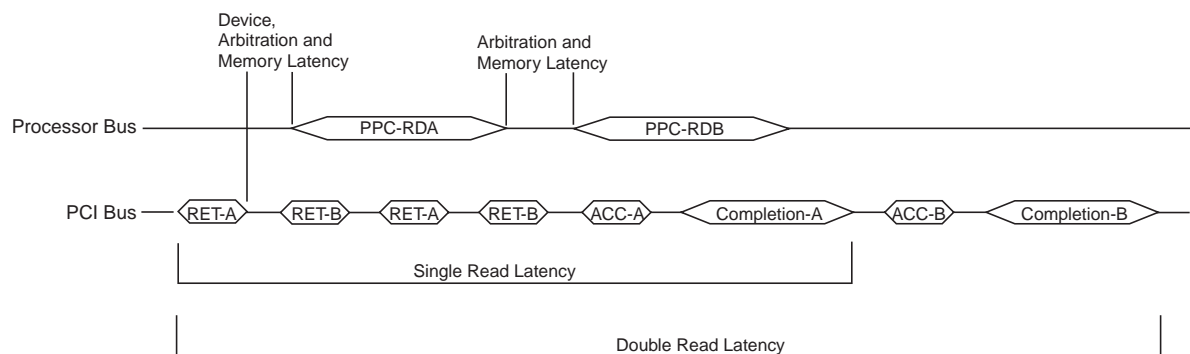 Device,
Arbitration and
Memory Latency
Arbitration and
Memory Latency
Processor Bus
PPC-RDA
PPC-RDB
PCI Bus
RET-A
RET-B
RET-A
RET-B
ACC-A
Completion-A
ACC-B
Completion-B
Single Read Latency
Double Read Latency